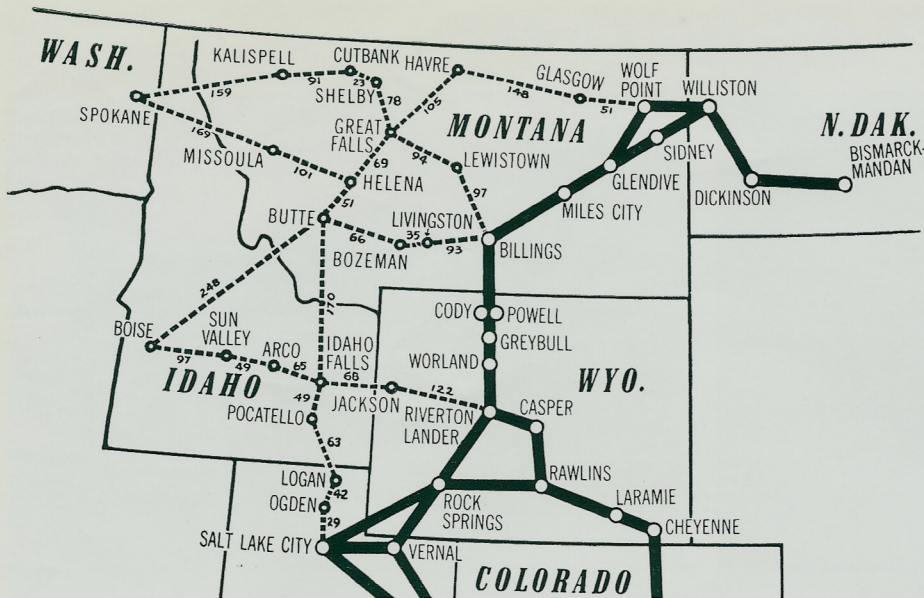 WASH.
KALISPELL
CUTBANK
HAVRE
GLASGOW
WOLF
POINT
WILLISTON
SPOKANE
159
91
23
SHELBY
78
105
148
51
GREAT
FALLS
MONTANA
SIDNEY
N. DAK.
BISMARCK-
MANDAN
169
MISSOULA
101
69
94
LEWISTOWN
97
HELENA
GLENDIVE
DICKINSON
MILES CITY
BUTTE
51
LIVINGSTON
66
35
93
BOZEMAN
BILLINGS
248
170
CODY
POWELL
BOISE
SUN
VALLEY
ARCO
IDAHO
FALLS
GREYBULL
WORLAND
WYO.
97
49
65
68
122
IDAHO
49
JACKSON
RIVERTON
LANDER
CASPER
POCATELLO
63
LOGAN
42
OGDEN
29
ROCK
SPRINGS
RAWLINS
LARAMIE
CHEYENNE
SALT LAKE CITY
VERNAL
COLORADO